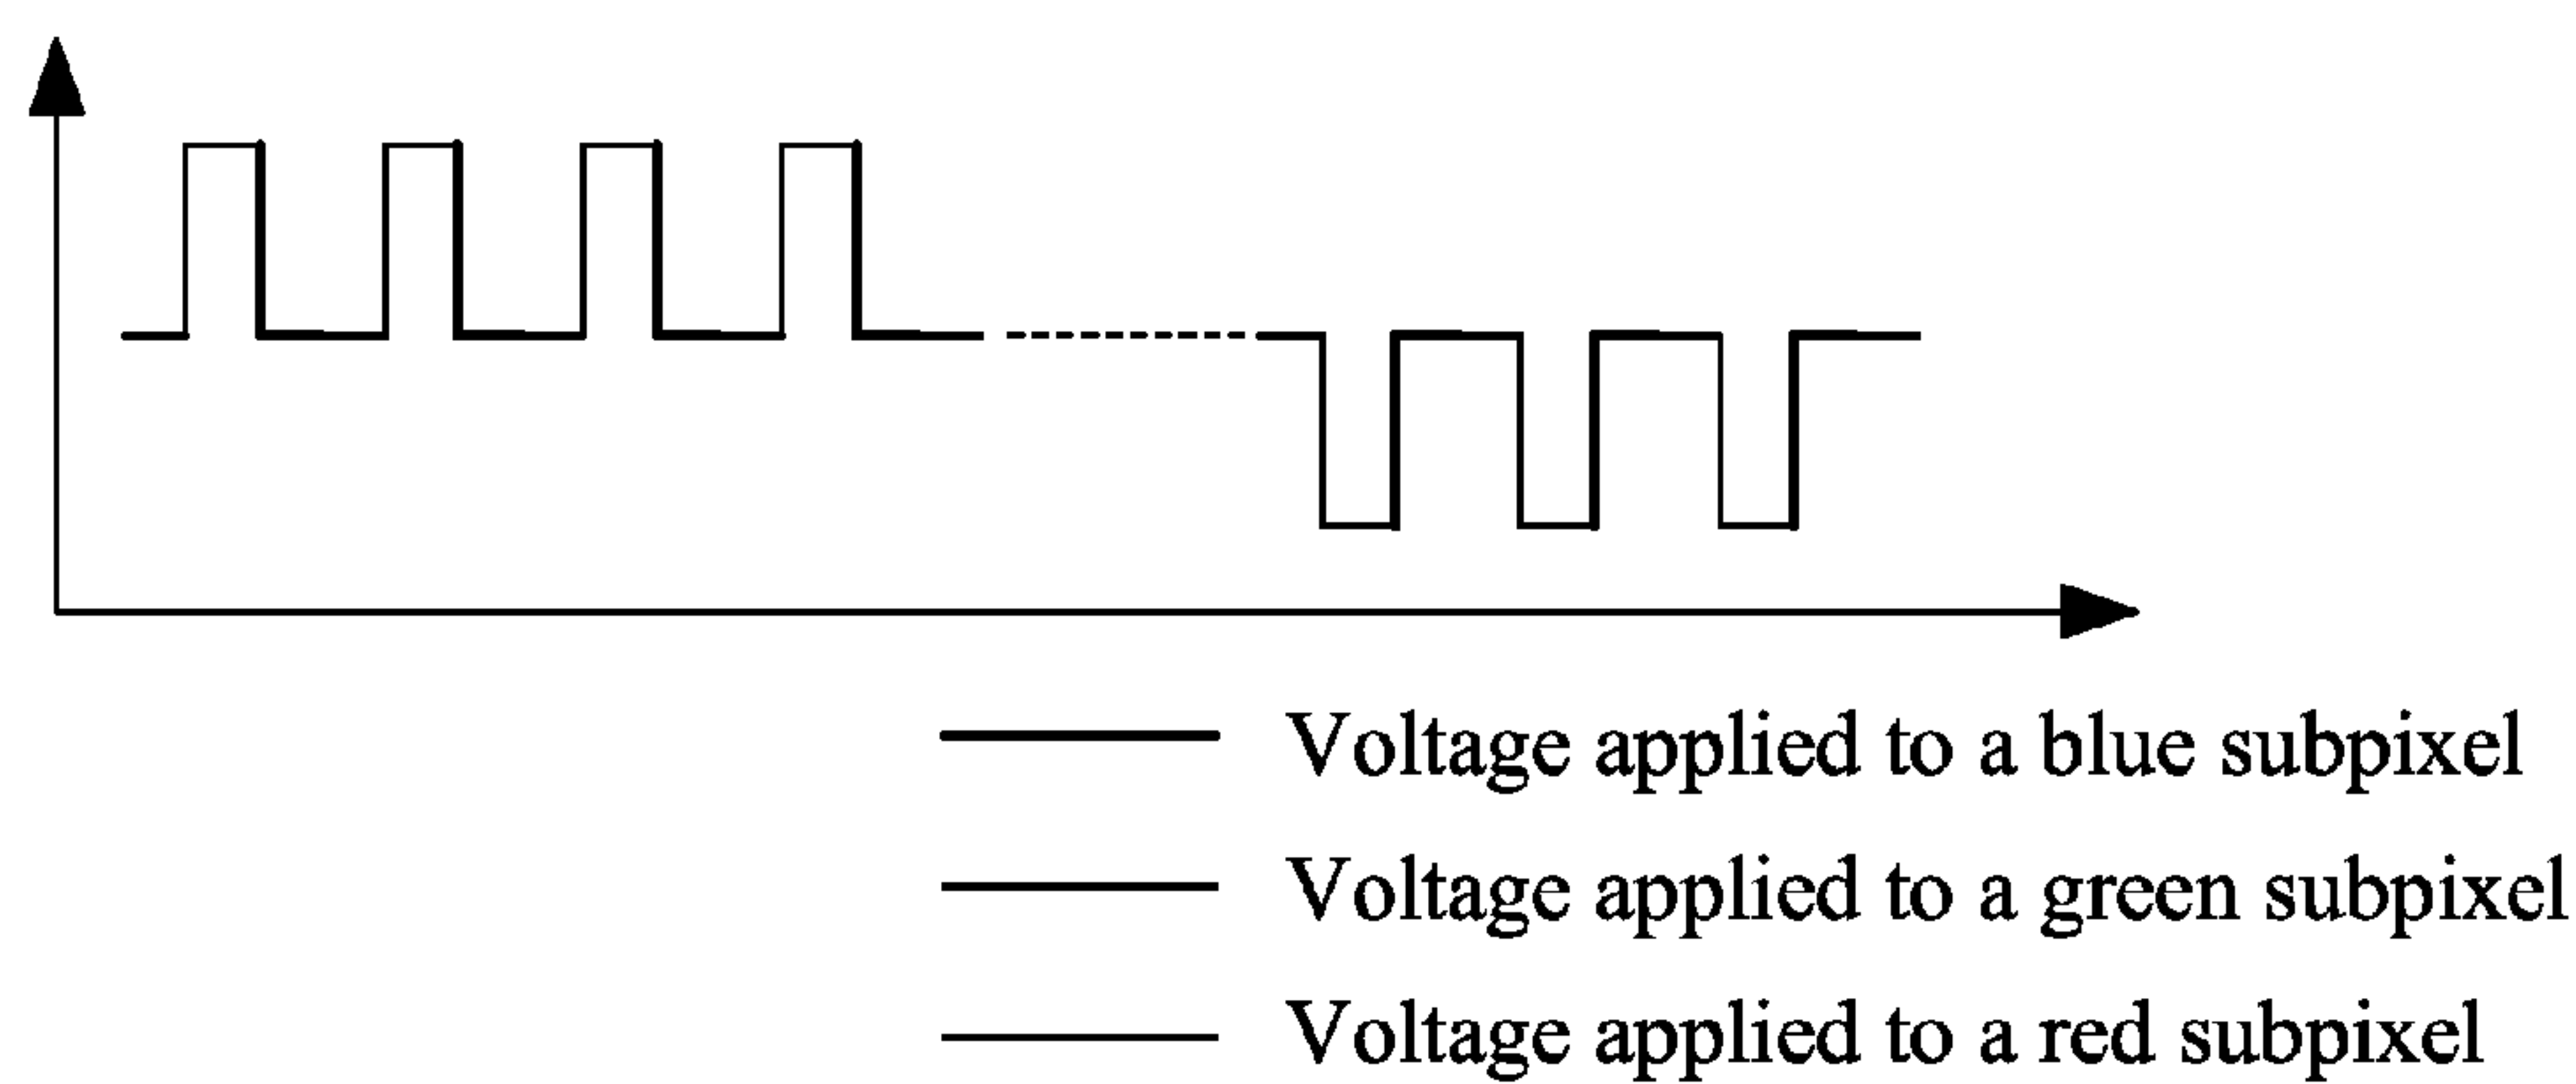 Voltage applied to a blue subpixel
Voltage applied to a green subpixel
Voltage applied to a red subpixel